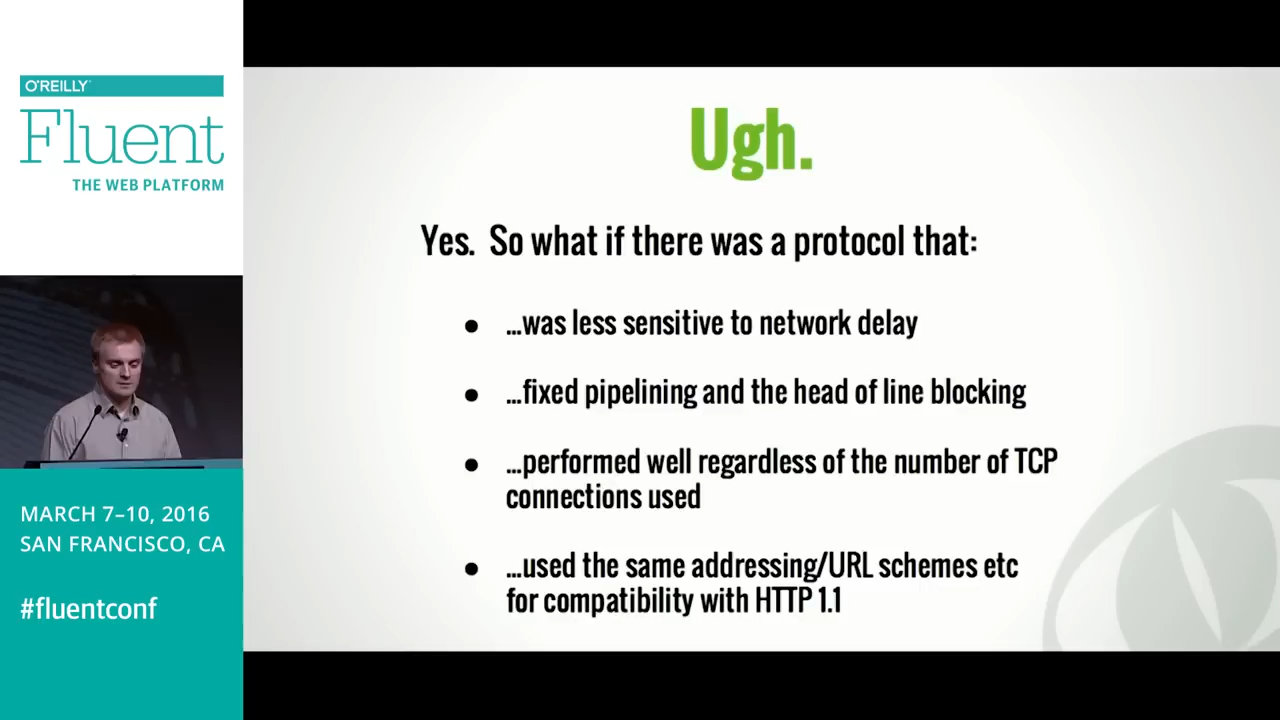 O'REILLY
Fluent
THE WEB PLATFORM
MARCH 7–10, 2016
SAN FRANCISCO, CA
#fluentconf
Ugh.
Yes. So what if there was a protocol that:
● ...was less sensitive to network delay
● ...fixed pipelining and the head of line blocking
● ...performed well regardless of the number of TCP
connections used
● ...used the same addressing/URL schemes etc
for compatibility with HTTP 1.1